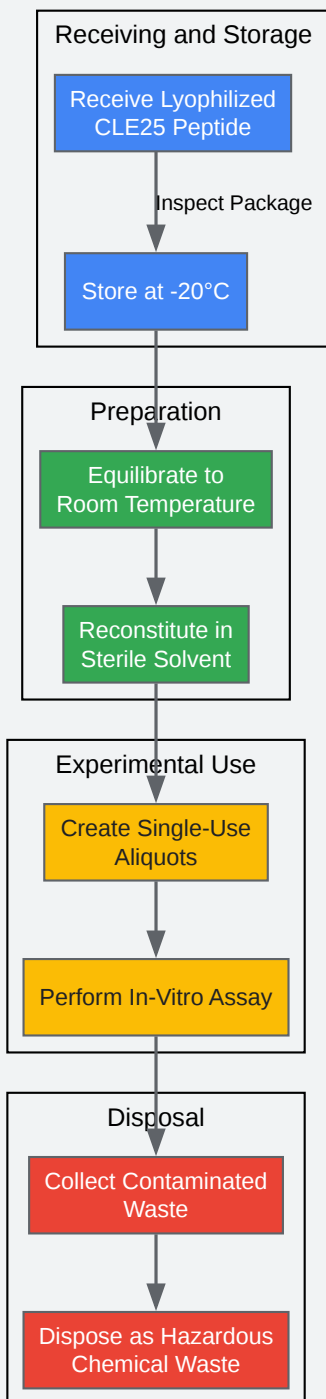 Receiving and Storage
Receive Lyophilized
CLE25 Peptide
Inspect Package
Store at -20°C
Preparation
Equilibrate to
Room Temperature
Reconstitute in
Sterile Solvent
Experimental Use
Create Single-Use
Aliquots
Perform In-Vitro Assay
Disposal
Collect Contaminated
Waste
Dispose as Hazardous
Chemical Waste